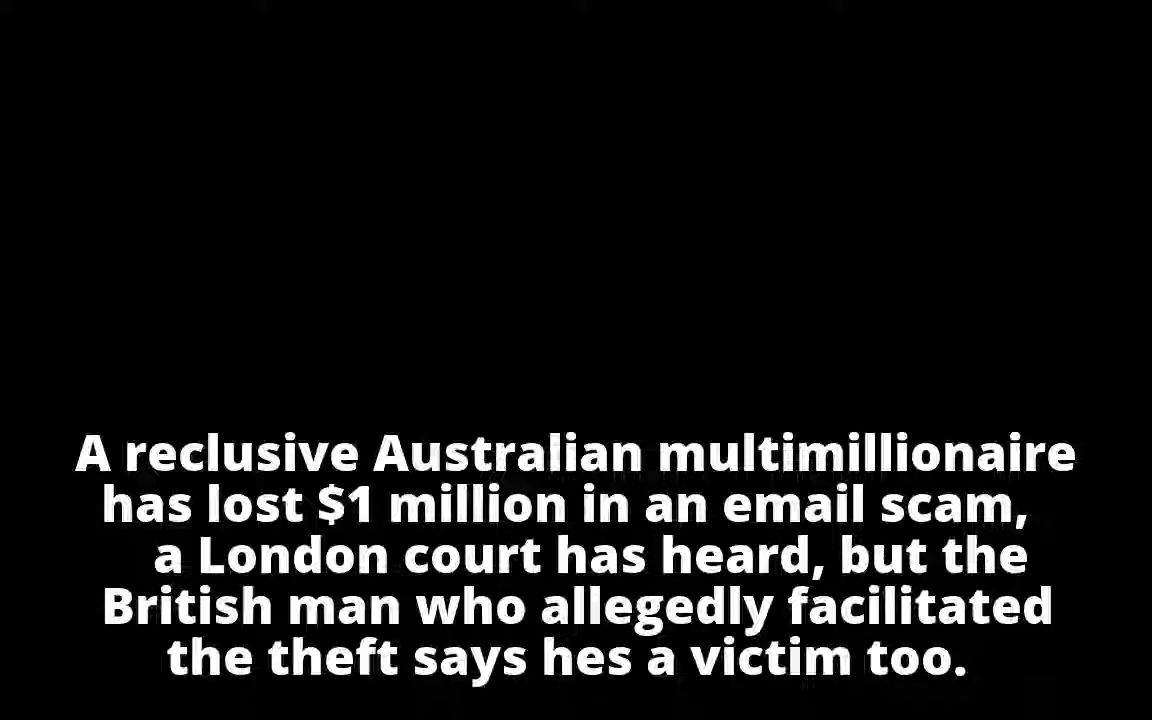 A reclusive Australian multimillionaire
has lost $1 million in an email scam,
a London court has heard, but the
British man who allegedly facilitated
the theft says hes a victim too.